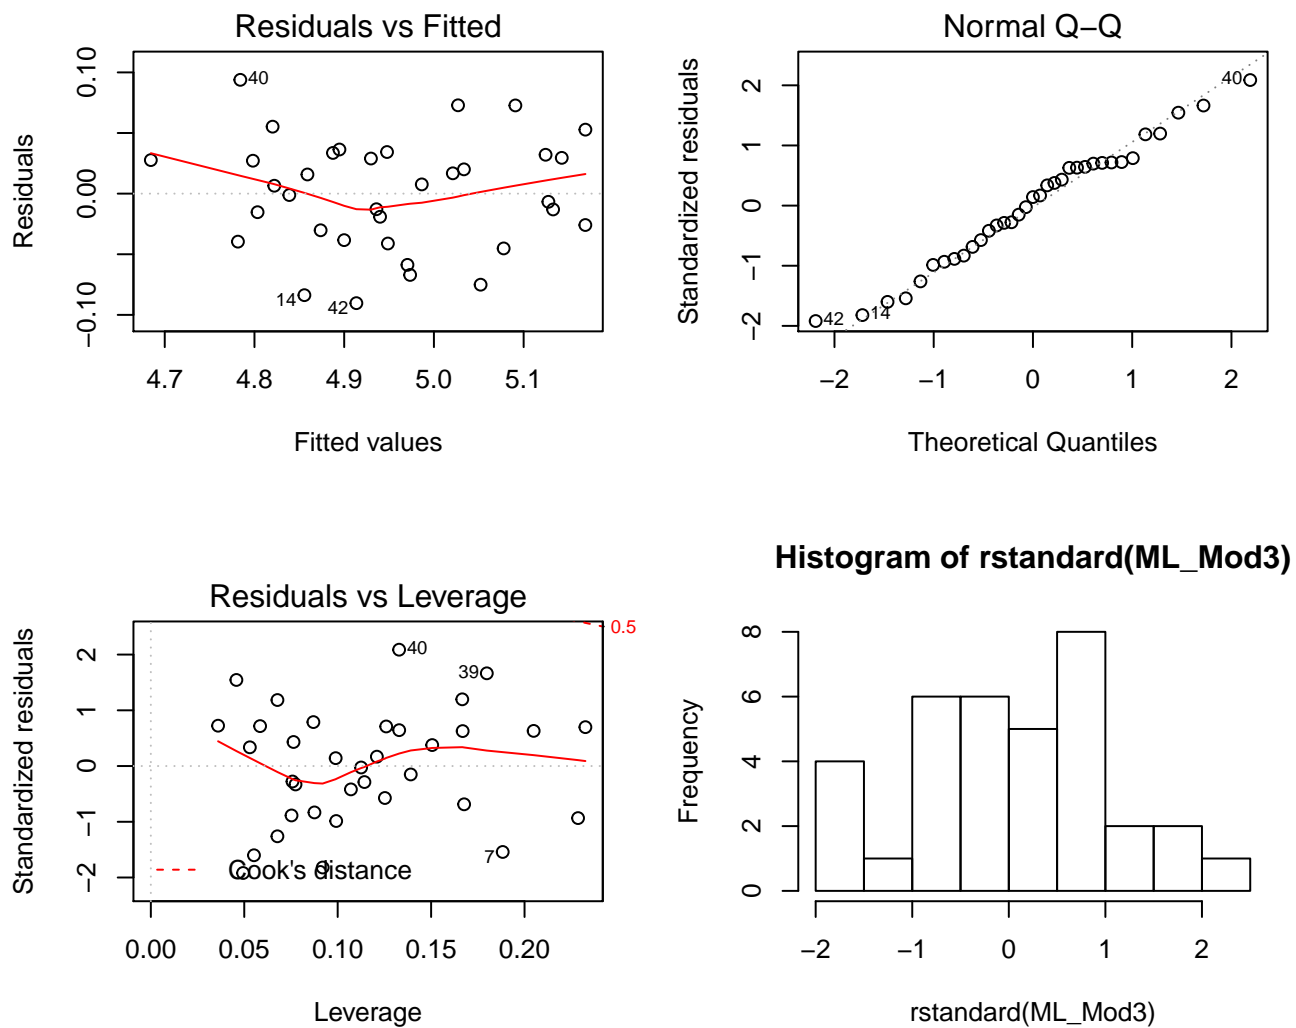 Residuals vs Fitted
Residuals
0.10
0.00
−0.10
40
14
42
4.7 4.8 4.9 5.0 5.1
Fitted values
Normal Q−Q
Standardized residuals
2
1
0
−1
−2
40
42
14
−2 −1 0 1 2
Theoretical Quantiles
Residuals vs Leverage
Standardized residuals
2
1
0
−1
−2
0.5
40
39
7
Cook's distance
0.00 0.05 0.10 0.15 0.20
Leverage
Histogram of rstandard(ML_Mod3)
Frequency
8
6
4
2
0
−2 −1 0 1 2
rstandard(ML_Mod3)